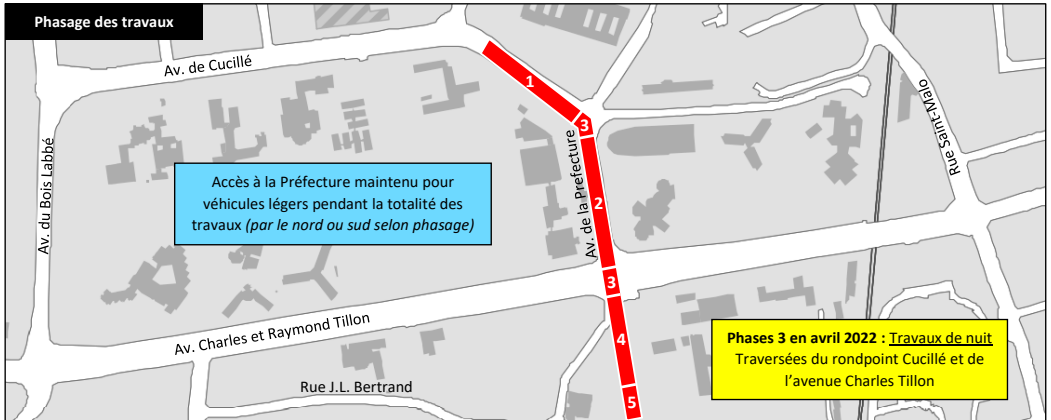 Phasage des travaux
Av. de Cucillé
1
3
Rue Saint-Malo
Av. du Bois Labbé
Accès à la Préfecture maintenu pour
véhicules légers pendant la totalité des
travaux (par le nord ou sud selon phasage)
Av. de la Prefecture
2
3
Av. Charles et Raymond Tillon
4
Phases 3 en avril 2022 : Travaux de nuit
Traversées du rondpoint Cucillé et de
l’avenue Charles Tillon
Rue J.L. Bertrand
5